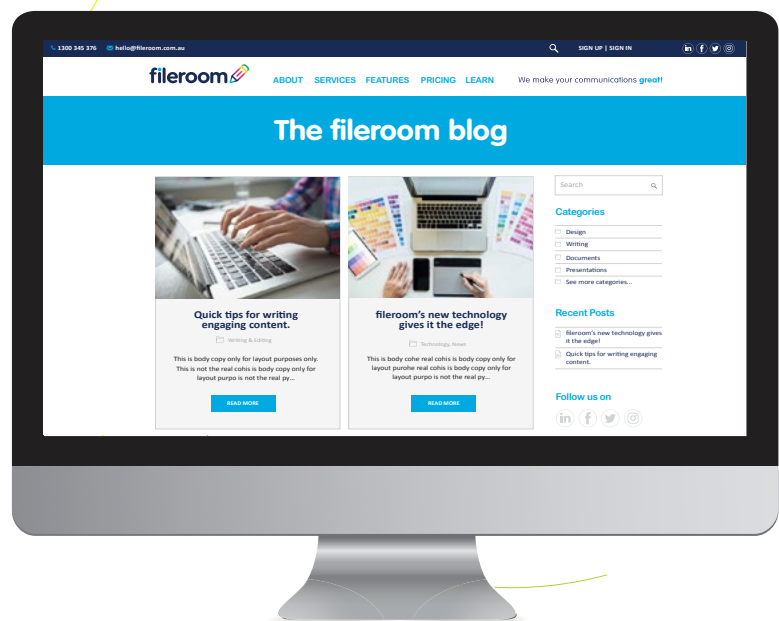 1300 345 376 hello@fileroom.com.au SIGN UP | SIGN IN in f
fileroom ABOUT SERVICES FEATURES PRICING LEARN We make your communications great!
The fileroom blog
Search
Categories
Design
Writing
Documents
Presentations
See more categories...
Quick tips for writing
engaging content.
Writing & Editing
This is body copy only for layout purposes only.
This is not the real cohis is body copy only for
layout purpo is not the real py...
READ MORE
fileroom's new technology
gives it the edge!
Technology, News
This is body cohe real cohis is body copy only for
layout purohe real cohis is body copy only for
layout purpo is not the real py...
READ MORE
Recent Posts
fileroom's new technology gives
it the edge!
Quick tips for writing engaging
content.
Follow us on
in f